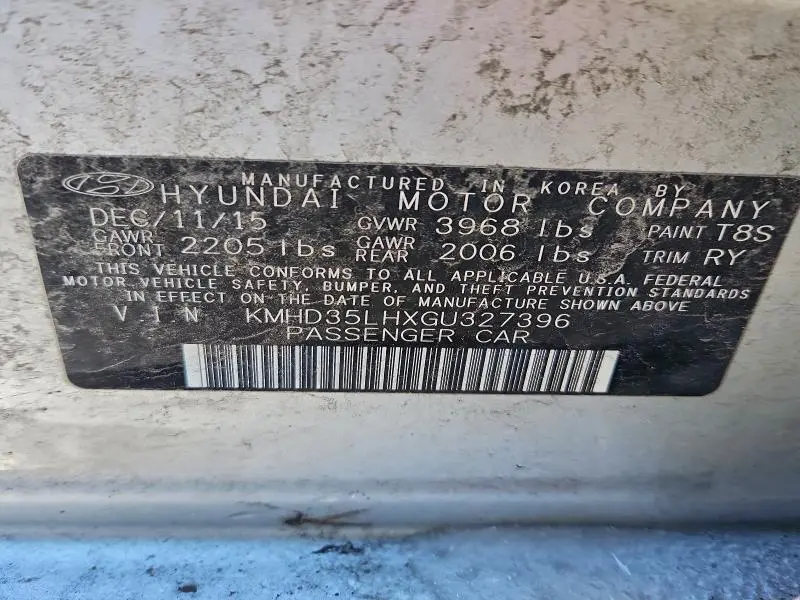 MANUFACTURED IN KOREA BY
HYUNDAI MOTOR COMPANY
DEC/11/15 GVWR 3968 lbs PAINT T8S
GAWR FRONT 2205 lbs GAWR REAR 2006 lbs TRIM RY
THIS VEHICLE CONFORMS TO ALL APPLICABLE U.S.A. FEDERAL
MOTOR VEHICLE SAFETY, BUMPER, AND THEFT PREVENTION STANDARDS
IN EFFECT ON THE DATE OF MANUFACTURE SHOWN ABOVE
VIN KMHD35LHXGU327396
PASSENGER CAR